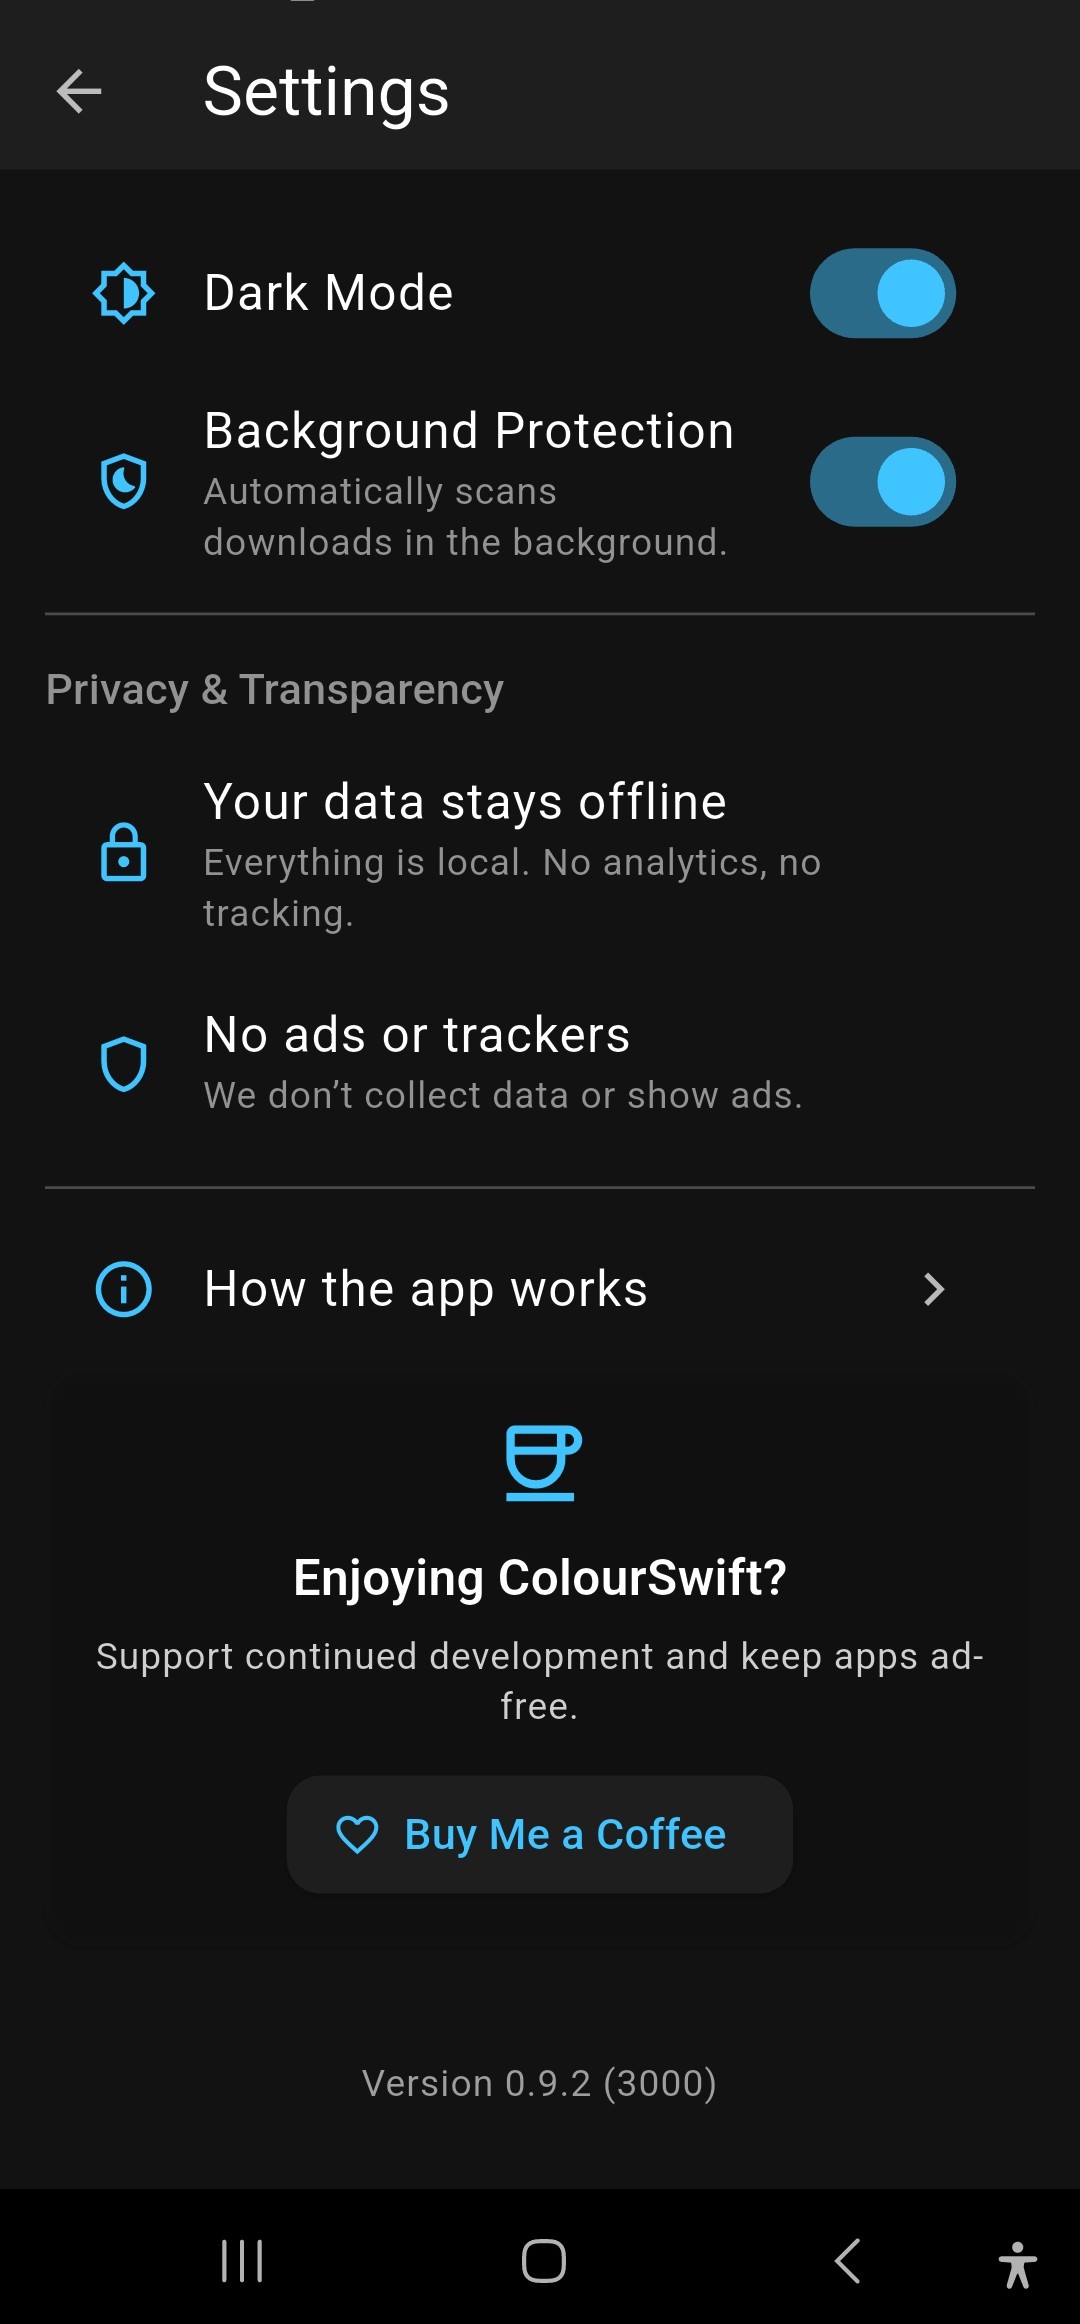 Settings
Dark Mode
Background Protection
Automatically scans
downloads in the background.
Privacy & Transparency
Your data stays offline
Everything is local. No analytics, no
tracking.
No ads or trackers
We don’t collect data or show ads.
How the app works
Enjoying ColourSwift?
Support continued development and keep apps ad-
free.
Buy Me a Coffee
Version 0.9.2 (3000)